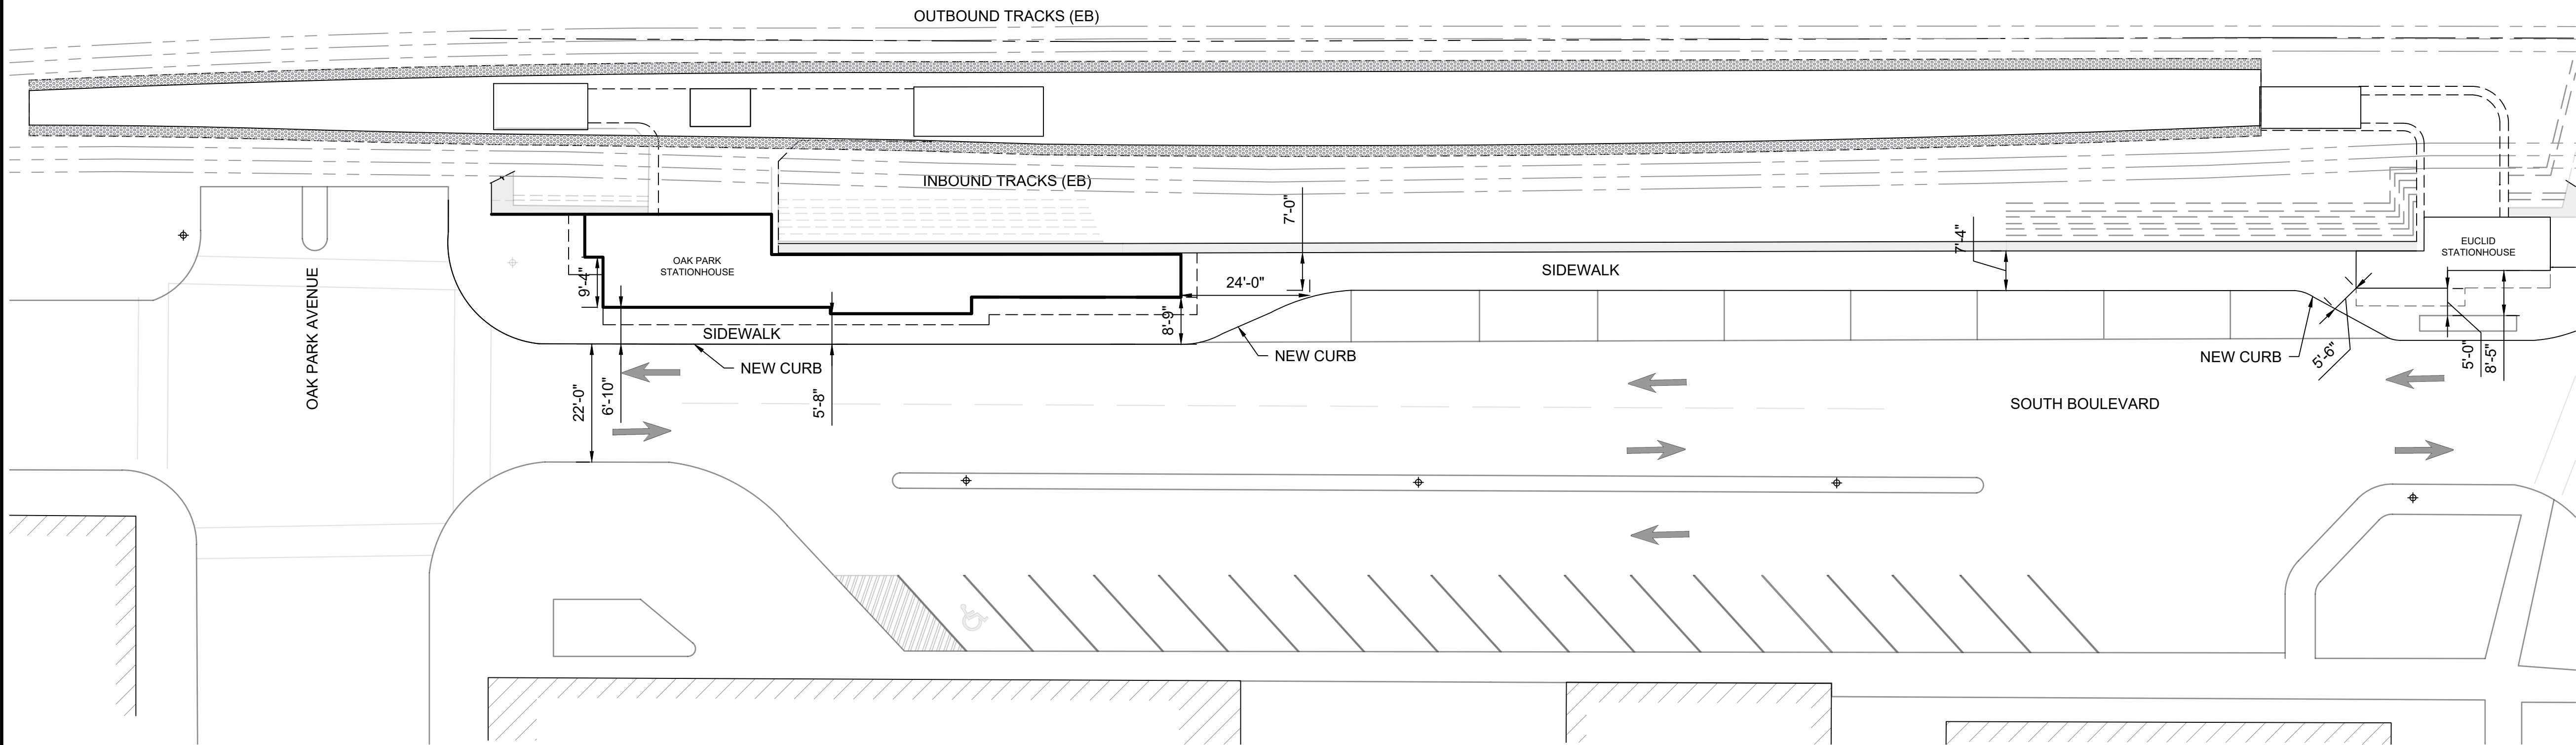 OUTBOUND TRACKS (EB)
INBOUND TRACKS (EB)
7'-0"
7'-4"
EUCLID
STATIONHOUSE
OAK PARK
STATIONHOUSE
9'-4"
24'-0"
SIDEWALK
OAK PARK AVENUE
8'-9"
SIDEWALK
NEW CURB
NEW CURB
NEW CURB
5'-6"
5'-0"
8'-5"
22'-0"
6'-10"
5'-8"
SOUTH BOULEVARD